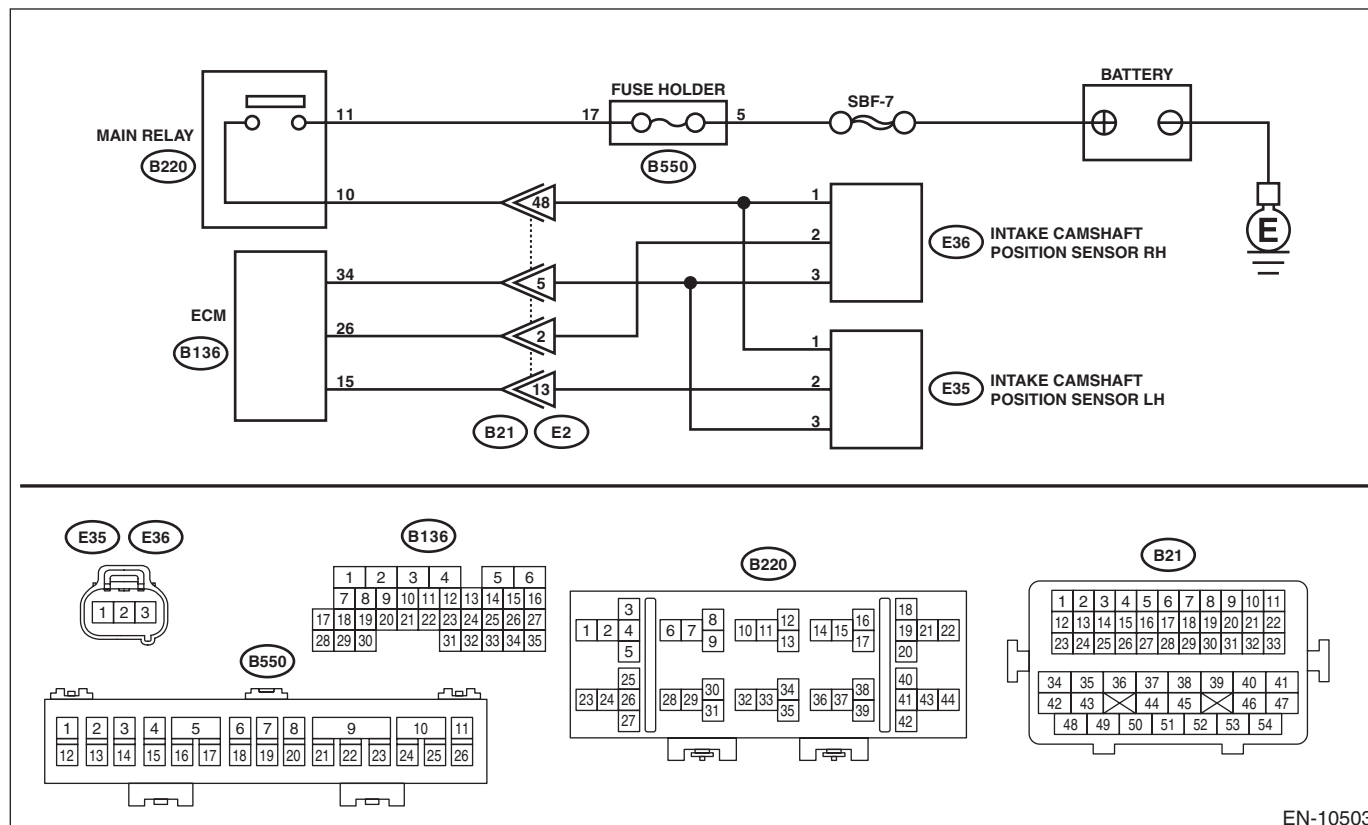 BATTERY
FUSE HOLDER
SBF-7
11 17 5
MAIN RELAY
B220
B550
10 48 1
2
E36 INTAKE CAMSHAFT
POSITION SENSOR RH
E
34 5 3
ECM
26 2
B136
1
15 13 2
E35 INTAKE CAMSHAFT
POSITION SENSOR LH
3
B21 E2
E35 E36
1 2 3
B136
1 2 3 4 5 6
7 8 9 10 11 12 13 14 15 16
17 18 19 20 21 22 23 24 25 26 27
28 29 30 31 32 33 34 35
B220
3 8 12 16 18
1 2 4 6 7 10 11 14 15 19 21 22
5 9 13 17 20
25 30 34 38 40
23 24 26 28 29 32 33 36 37 41 43 44
27 31 35 39 42
B21
1 2 3 4 5 6 7 8 9 10 11
12 13 14 15 16 17 18 19 20 21 22
23 24 25 26 27 28 29 30 31 32 33
34 35 36 37 38 39 40 41
42 43 44 45 46 47
48 49 50 51 52 53 54
B550
1 2 3 4 5 6 7 8 9 10 11
12 13 14 15 16 17 18 19 20 21 22 23 24 25 26
EN-10503